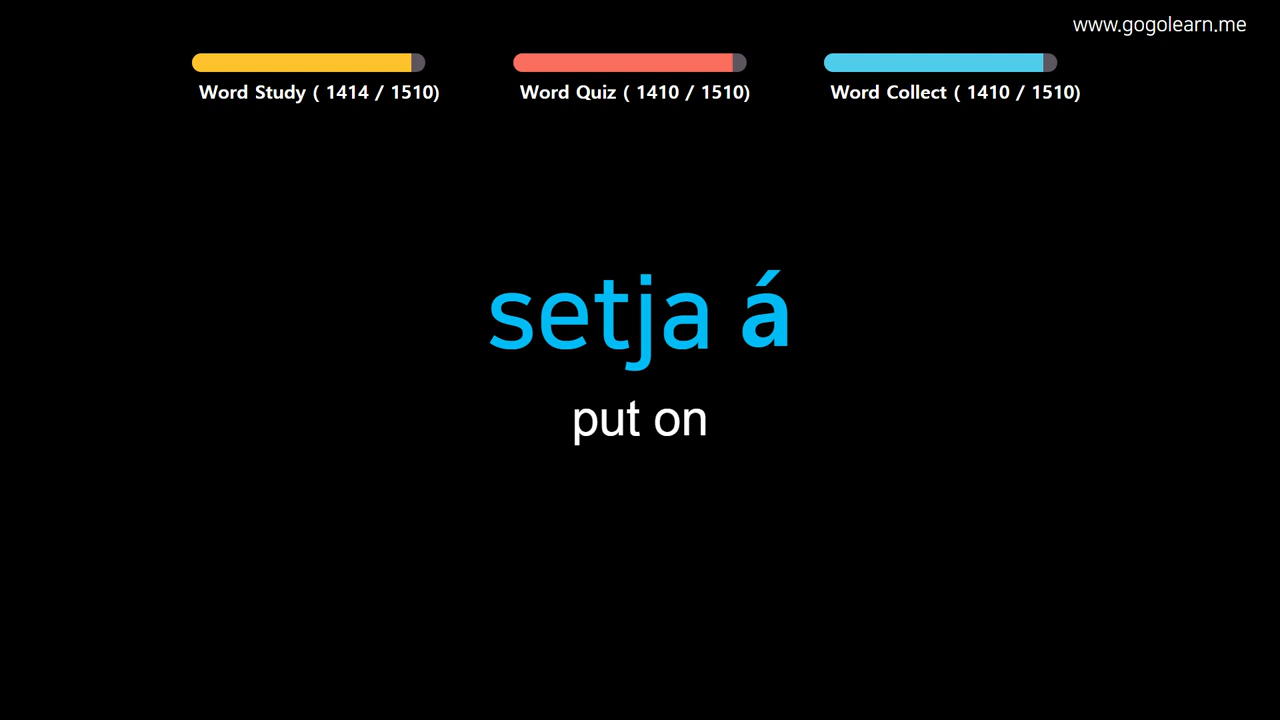 www.gogolearn.me
Word Study ( 1414 / 1510)
Word Quiz ( 1410 / 1510)
Word Collect ( 1410 / 1510)
setja á
put on